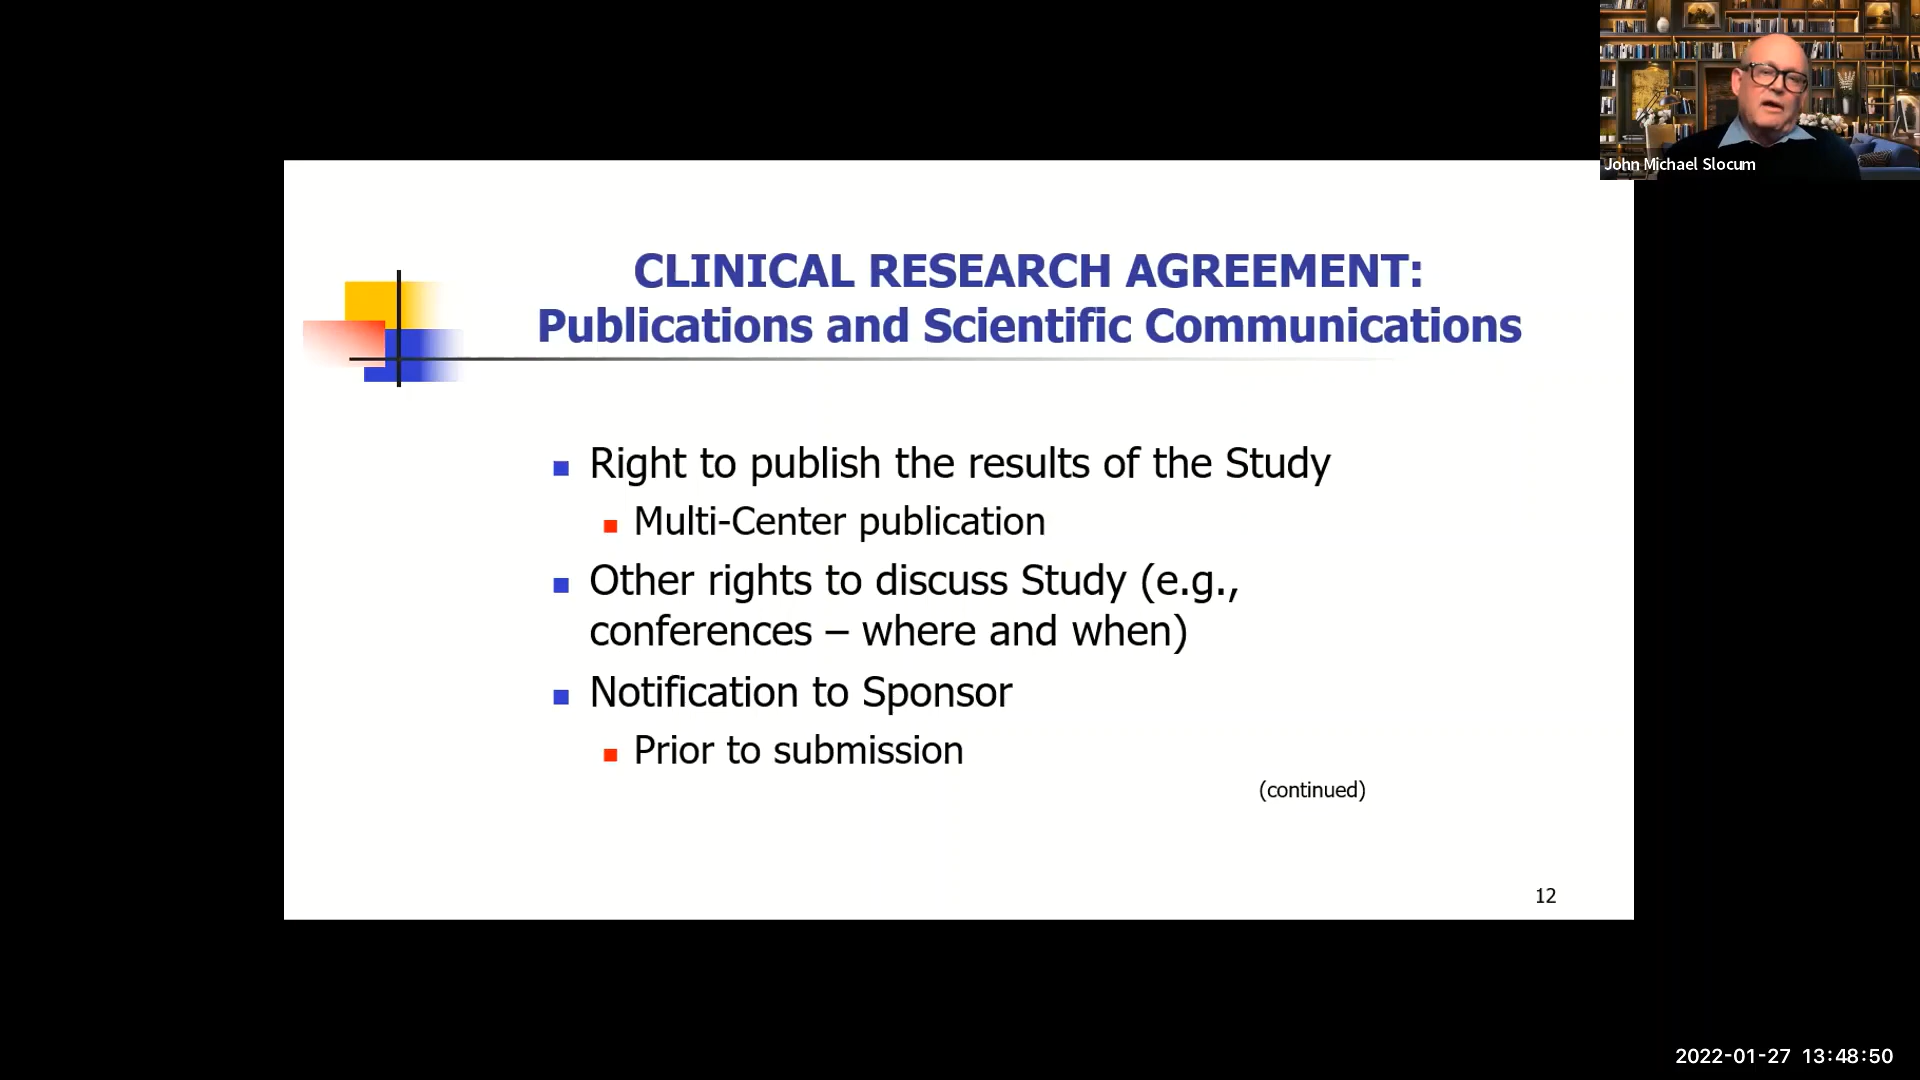 John Michael Slocum
CLINICAL RESEARCH AGREEMENT:
Publications and Scientific Communications
Right to publish the results of the Study
Multi-Center publication
Other rights to discuss Study (e.g.,
conferences – where and when)
Notification to Sponsor
Prior to submission
(continued)
12
2022-01-27 13:48:50